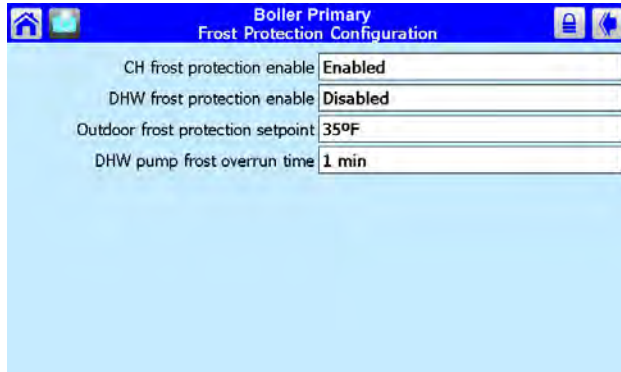 Boiler Primary
Frost Protection Configuration
CH frost protection enable Enabled
DHW frost protection enable Disabled
Outdoor frost protection setpoint 35ºF
DHW pump frost overrun time 1 min